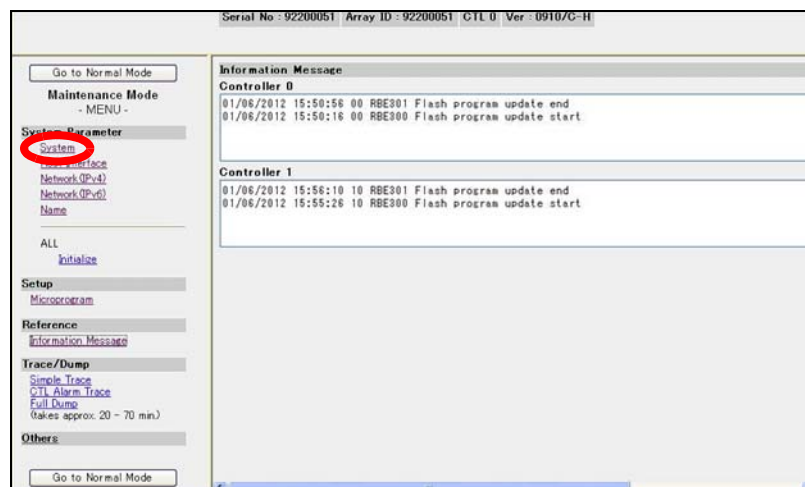 Serial No : 92200051 Array ID : 92200051 CTL 0 Ver : 0910/C-H
Go to Normal Mode
Maintenance Mode
- MENU -
System Parameter
System
Network(IPv4)
Network(IPv6)
Name
ALL
Initialize
Setup
Microprogram
Reference
Information Message
Trace/Dump
Simple Trace
CTL Alarm Trace
Full Dump
(takes approx. 20 - 70 min.)
Others
Go to Normal Mode
Information Message
Controller 0
01/06/2012 15:50:56 00 RBE301 Flash program update end
01/06/2012 15:50:16 00 RBE300 Flash program update start
Controller 1
01/06/2012 15:56:10 10 RBE301 Flash program update end
01/06/2012 15:55:26 10 RBE300 Flash program update start